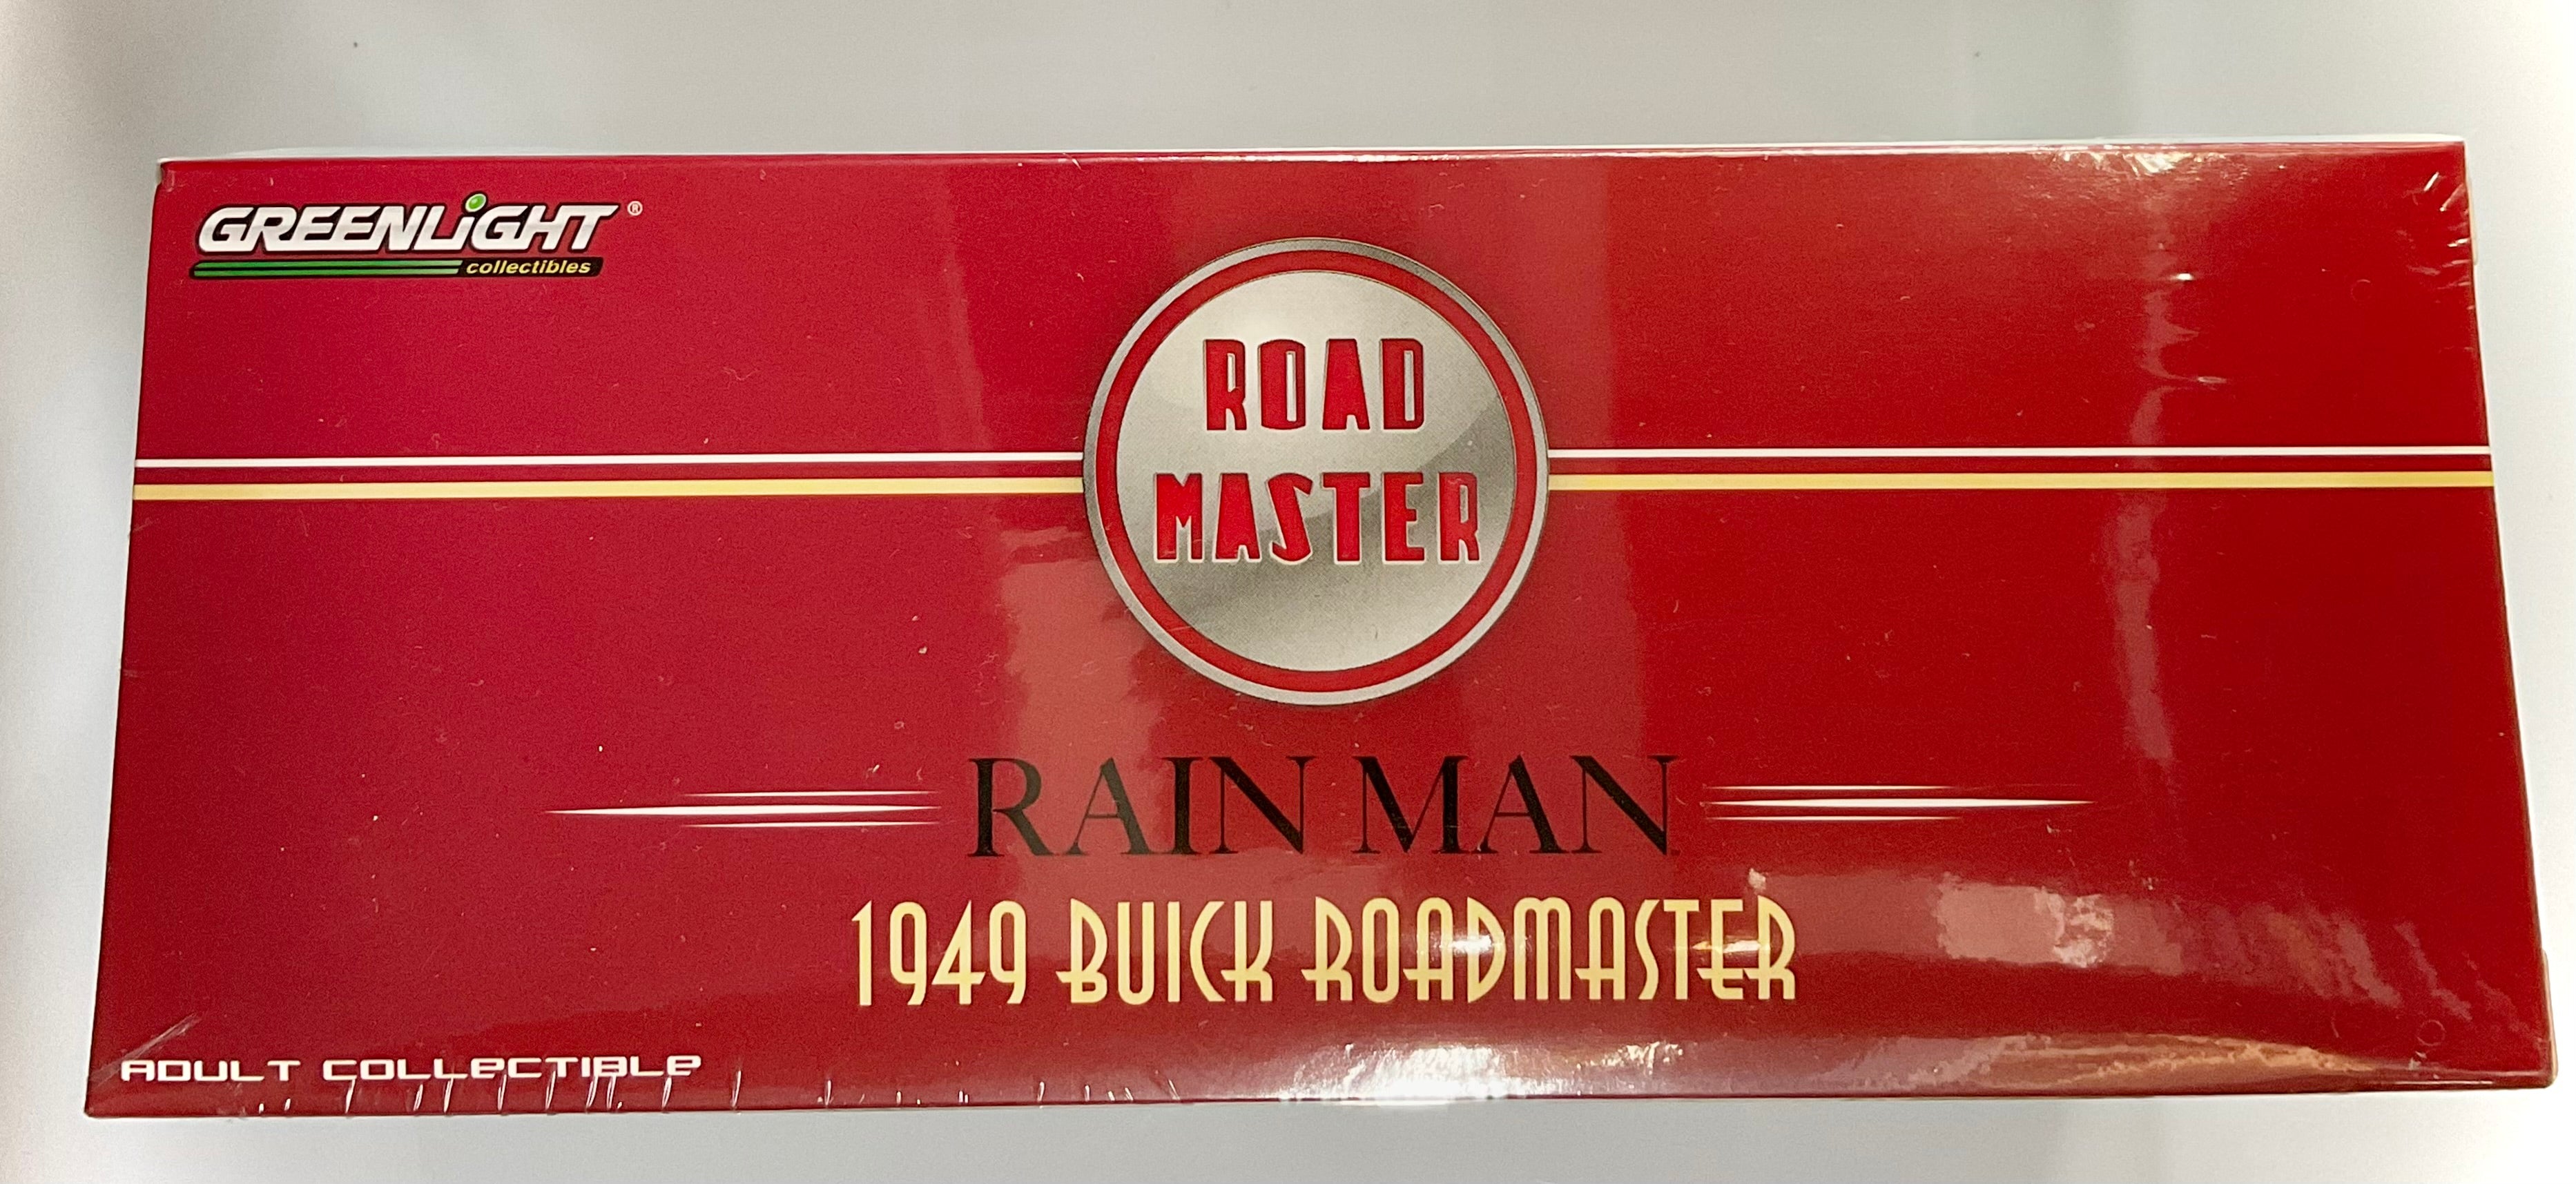 GREENLiGHT®
collectibles
ROAD
MASTER
RAIN MAN
1949 BUICK ROADMASTER
ADULT COLLECTIBLE